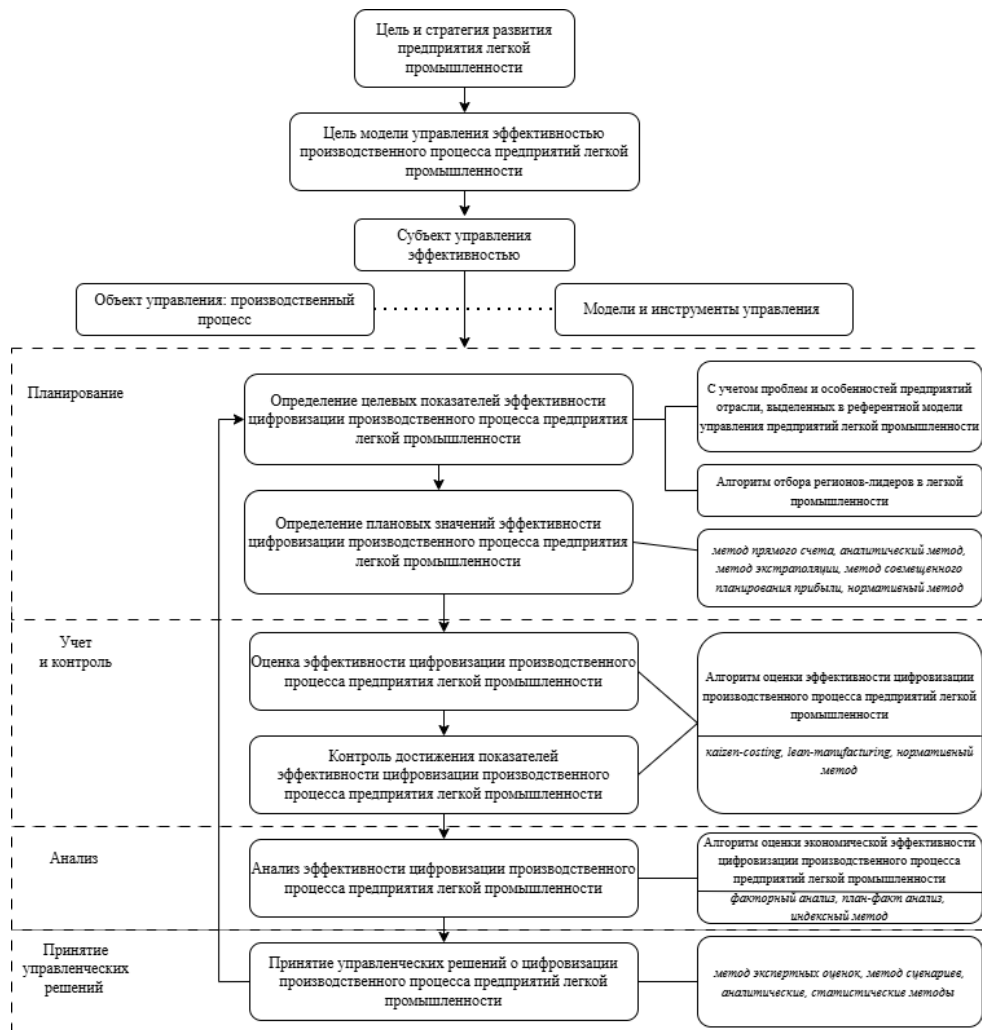 Цель и стратегия развития
предприятия легкой
промышленности
Цель модели управления эффективностью
производственного процесса предприятий легкой
промышленности
Субъект управления
эффективностью
Объект управления: производственный
процесс
Модели и инструменты управления
Планирование
Определение целевых показателей эффективности
цифровизации производственного процесса предприятия
легкой промышленности
С учетом проблем и особенностей предприятий
отрасли, выделенных в референтной модели
управления предприятий легкой промышленности
Алгоритм отбора регионов-лидеров в легкой
промышленности
Определение плановых значений эффективности
цифровизации производственного процесса предприятия
легкой промышленности
метод прямого счета, аналитический метод,
метод экстраполяции, метод совмещенного
планирования прибыли, нормативный метод
Учет
и контроль
Оценка эффективности цифровизации производственного
процесса предприятия легкой промышленности
Контроль достижения показателей
эффективности цифровизации производственного
процесса предприятия легкой промышленности
Алгоритм оценки эффективности цифровизации
производственного процесса предприятий легкой
промышленности
kaizen-costing, lean-manufacturing, нормативный
метод
Анализ
Анализ эффективности цифровизации производственного
процесса предприятия легкой промышленности
Алгоритм оценки экономической эффективности
цифровизации производственного процесса
предприятий легкой промышленности
факторный анализ, план-факт анализ,
индексный метод
Принятие
управленческих
решений
Принятие управленческих решений о цифровизации
производственного процесса предприятий легкой
промышленности
метод экспертных оценок, метод сценариев,
аналитические, статистические методы